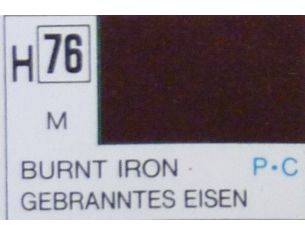 H 76
M
BURNT IRON P·C
GEBRANNTES EISEN